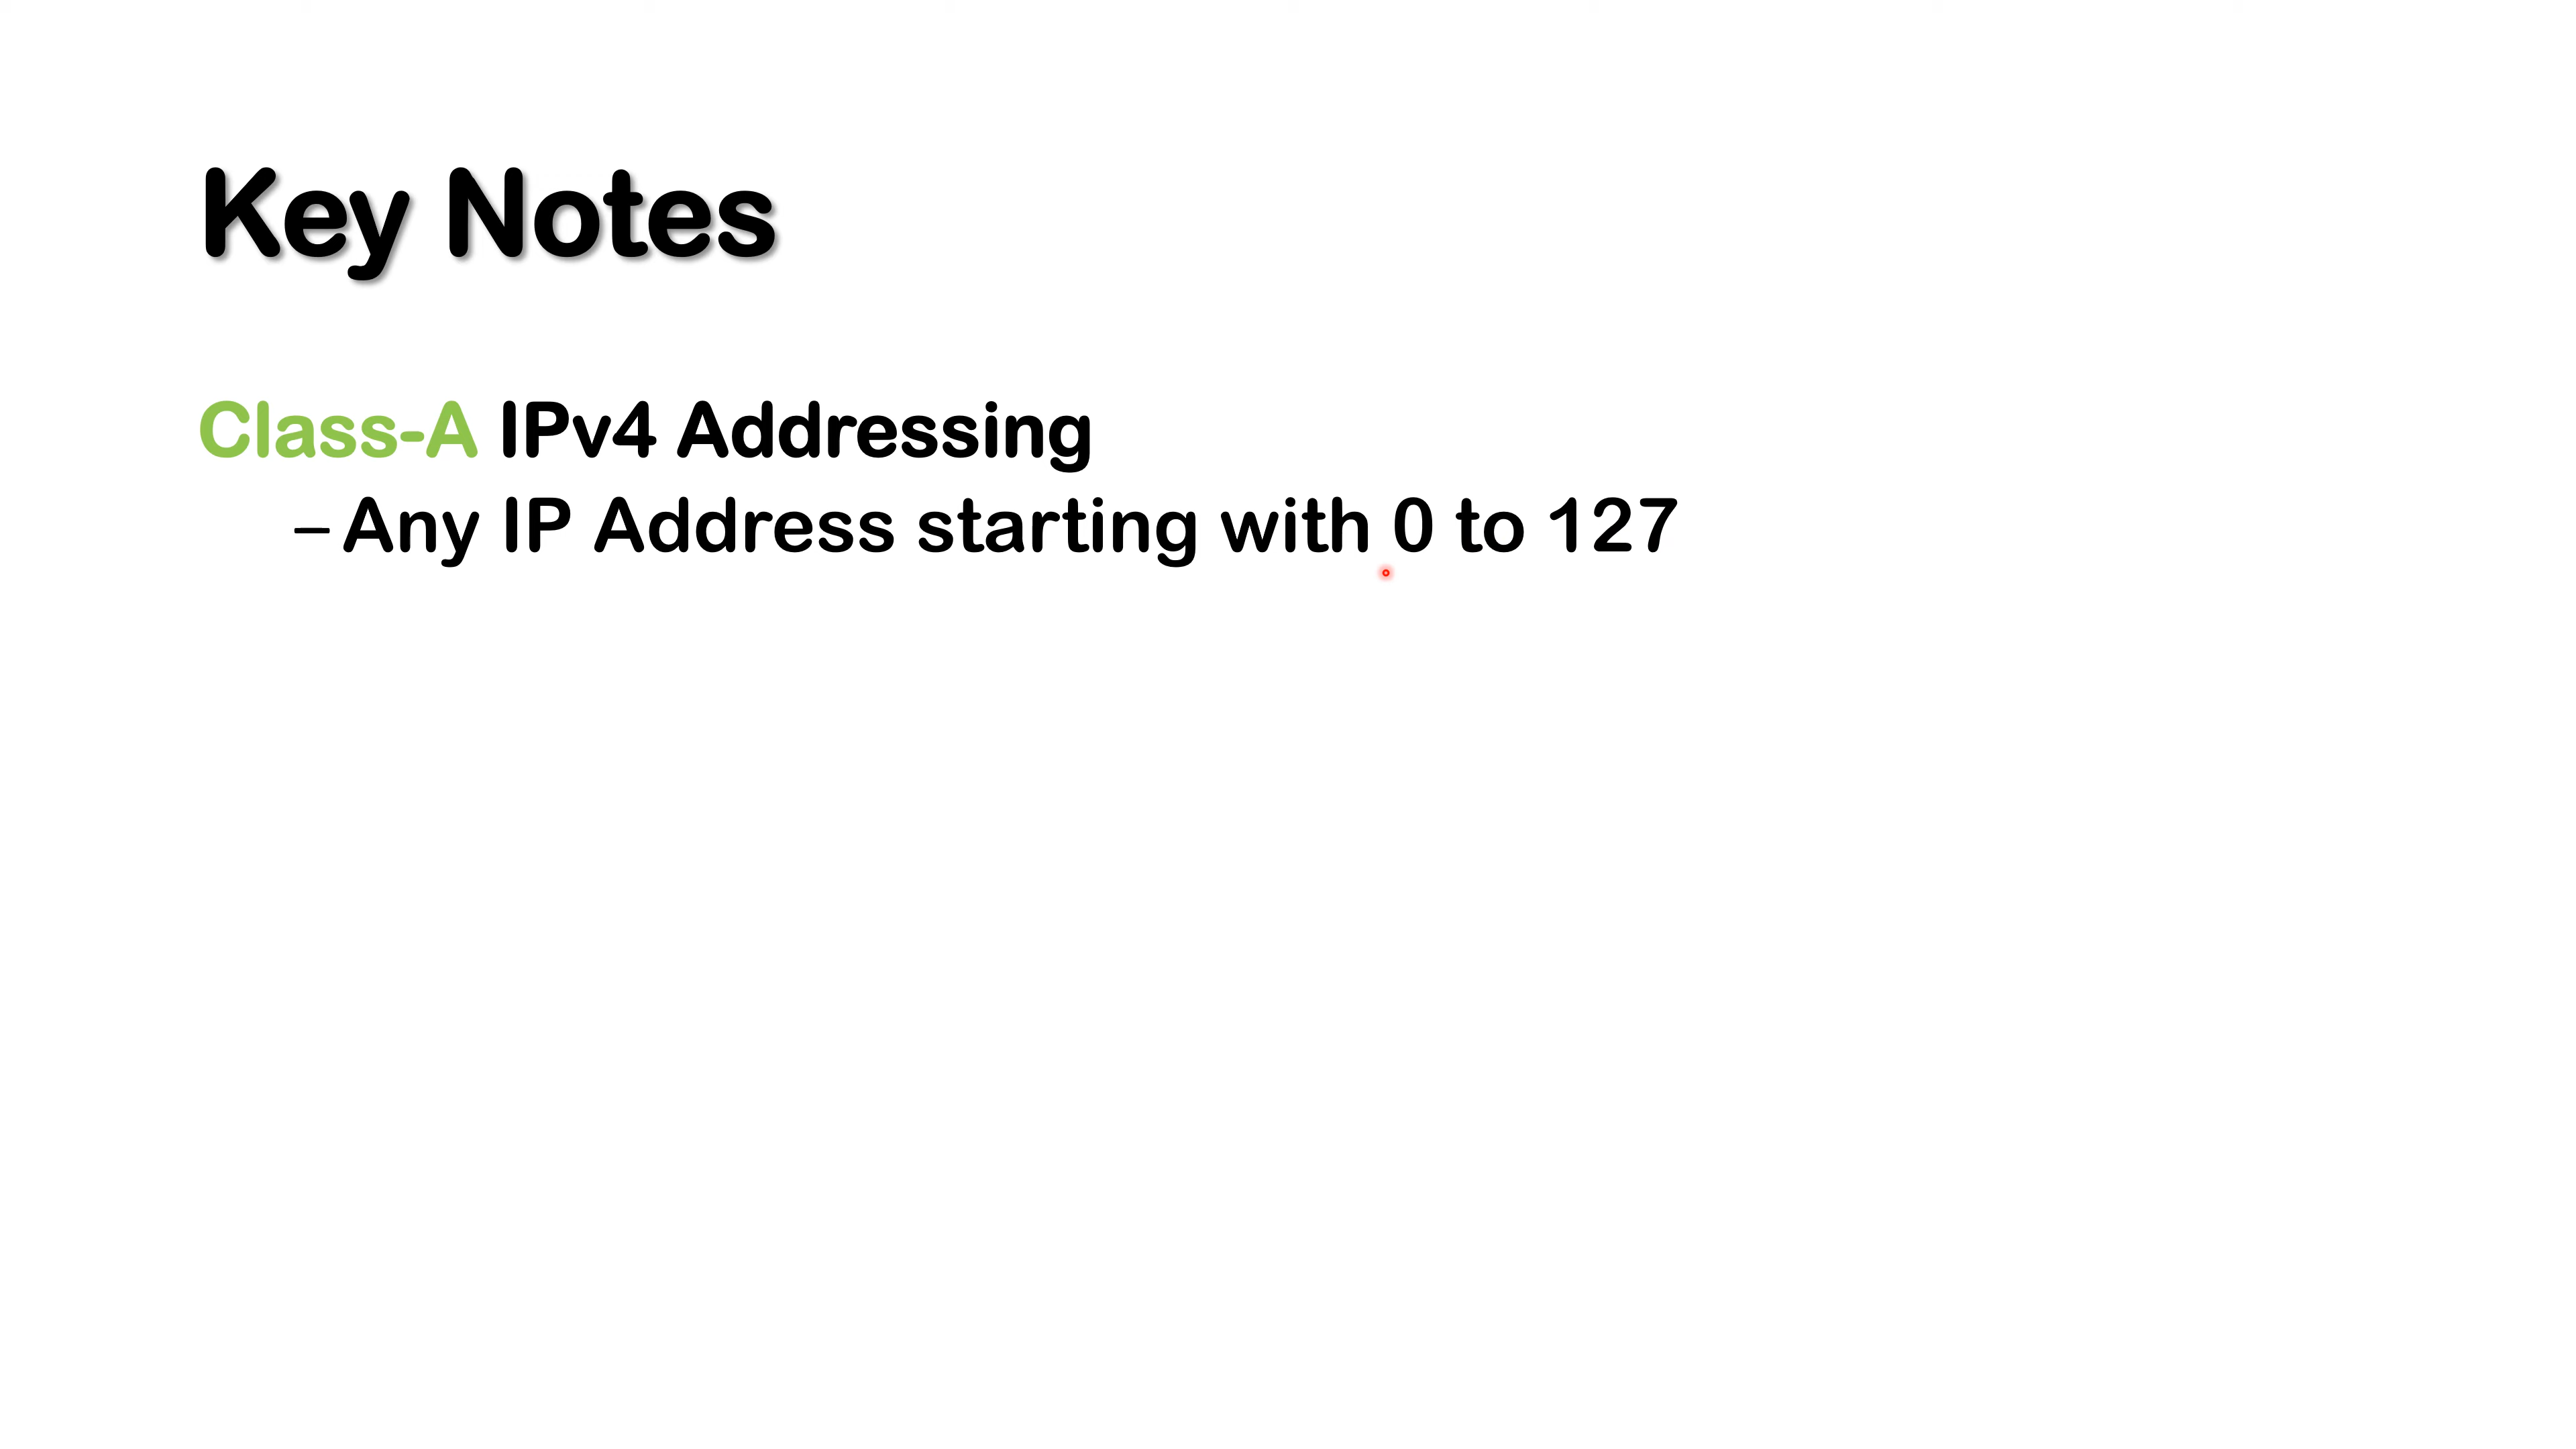 Key Notes
Class-A IPv4 Addressing
– Any IP Address starting with 0 to 127